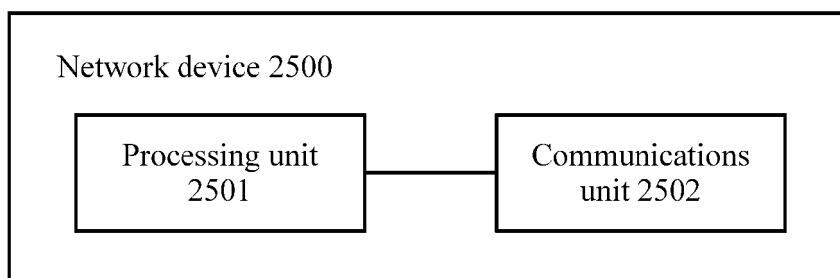 Network device 2500
Processing unit
2501
Communications
unit 2502